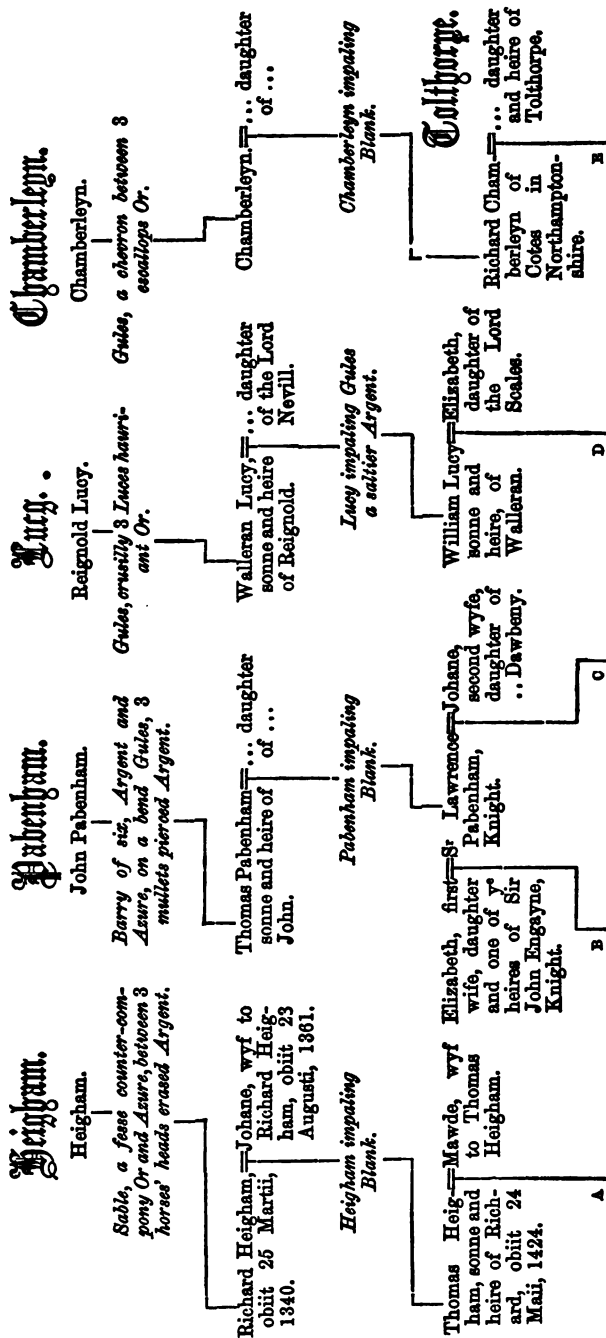 Heigham.
Heigham.
Sable, a fesse counter-com-
pony Or and Azure, between 3
horses' heads erased Argent.
Richard Heigham,
obiit 25 Martii,
1340.
Johane, wyf to
Richard Heig-
ham, obiit 23
Augusti, 1361.
Heigham impaling
Blank.
Thomas Heig-
ham, sonne and
heire of Rich-
ard, obiit 24
Maii, 1424.
Mawde, wyf
to Thomas
Heigham.
A
Pabenham.
John Pabenham.
Barry of six, Argent and
Azure, on a bend Gules, 3
mullets pierced Argent.
Thomas Pabenham
sonne and heire of
John.
... daughter
of ...
Pabenham impaling
Blank.
Elizabeth, first
wife, daughter
and one of yᵉ
heires of Sir
John Engayne,
Knight.
Sʳ Lawrence
Pabenham,
Knight.
Johane,
second wyfe,
daughter of
.. Dawbeny.
B
C
Lucy. .
Reignold Lucy.
Gules, crusilly 3 Luces hauri-
ant Or.
Walleran Lucy,
sonne and heire
of Reignold.
... daughter
of the Lord
Nevill.
Lucy impaling Gules
a saltier Argent.
William Lucy
sonne and
heire, of
Walleran.
Elizabeth,
daughter of
the Lord
Scales.
D
Chamberleyn.
Chamberleyn.
Gules, a chevron between 3
escallops Or.
Chamberleyn.
... daughter
of ...
Chamberleyn impaling
Blank.
Tolthorpe.
Richard Cham-
berleyn of
Cotes in
Northampton-
shire.
... daughter
and heire of
Tolthorpe.
E